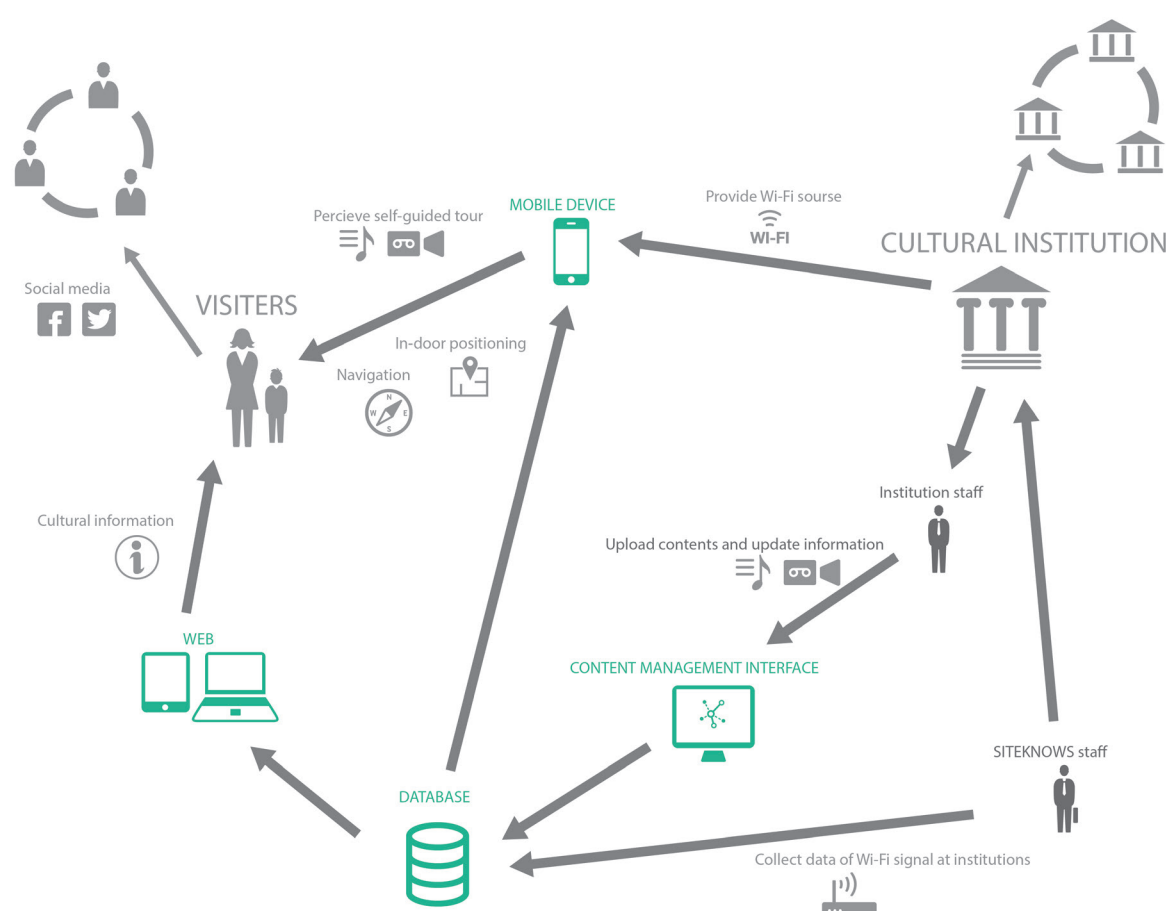 MOBILE DEVICE
Provide Wi-Fi sourse
WI-FI
Percieve self-guided tour
CULTURAL INSTITUTION
Social media
VISITERS
In-door positioning
Navigation
N
W E
S
Institution staff
Cultural information
Upload contents and update information
WEB
CONTENT MANAGEMENT INTERFACE
SITEKNOWS staff
DATABASE
Collect data of Wi-Fi signal at institutions